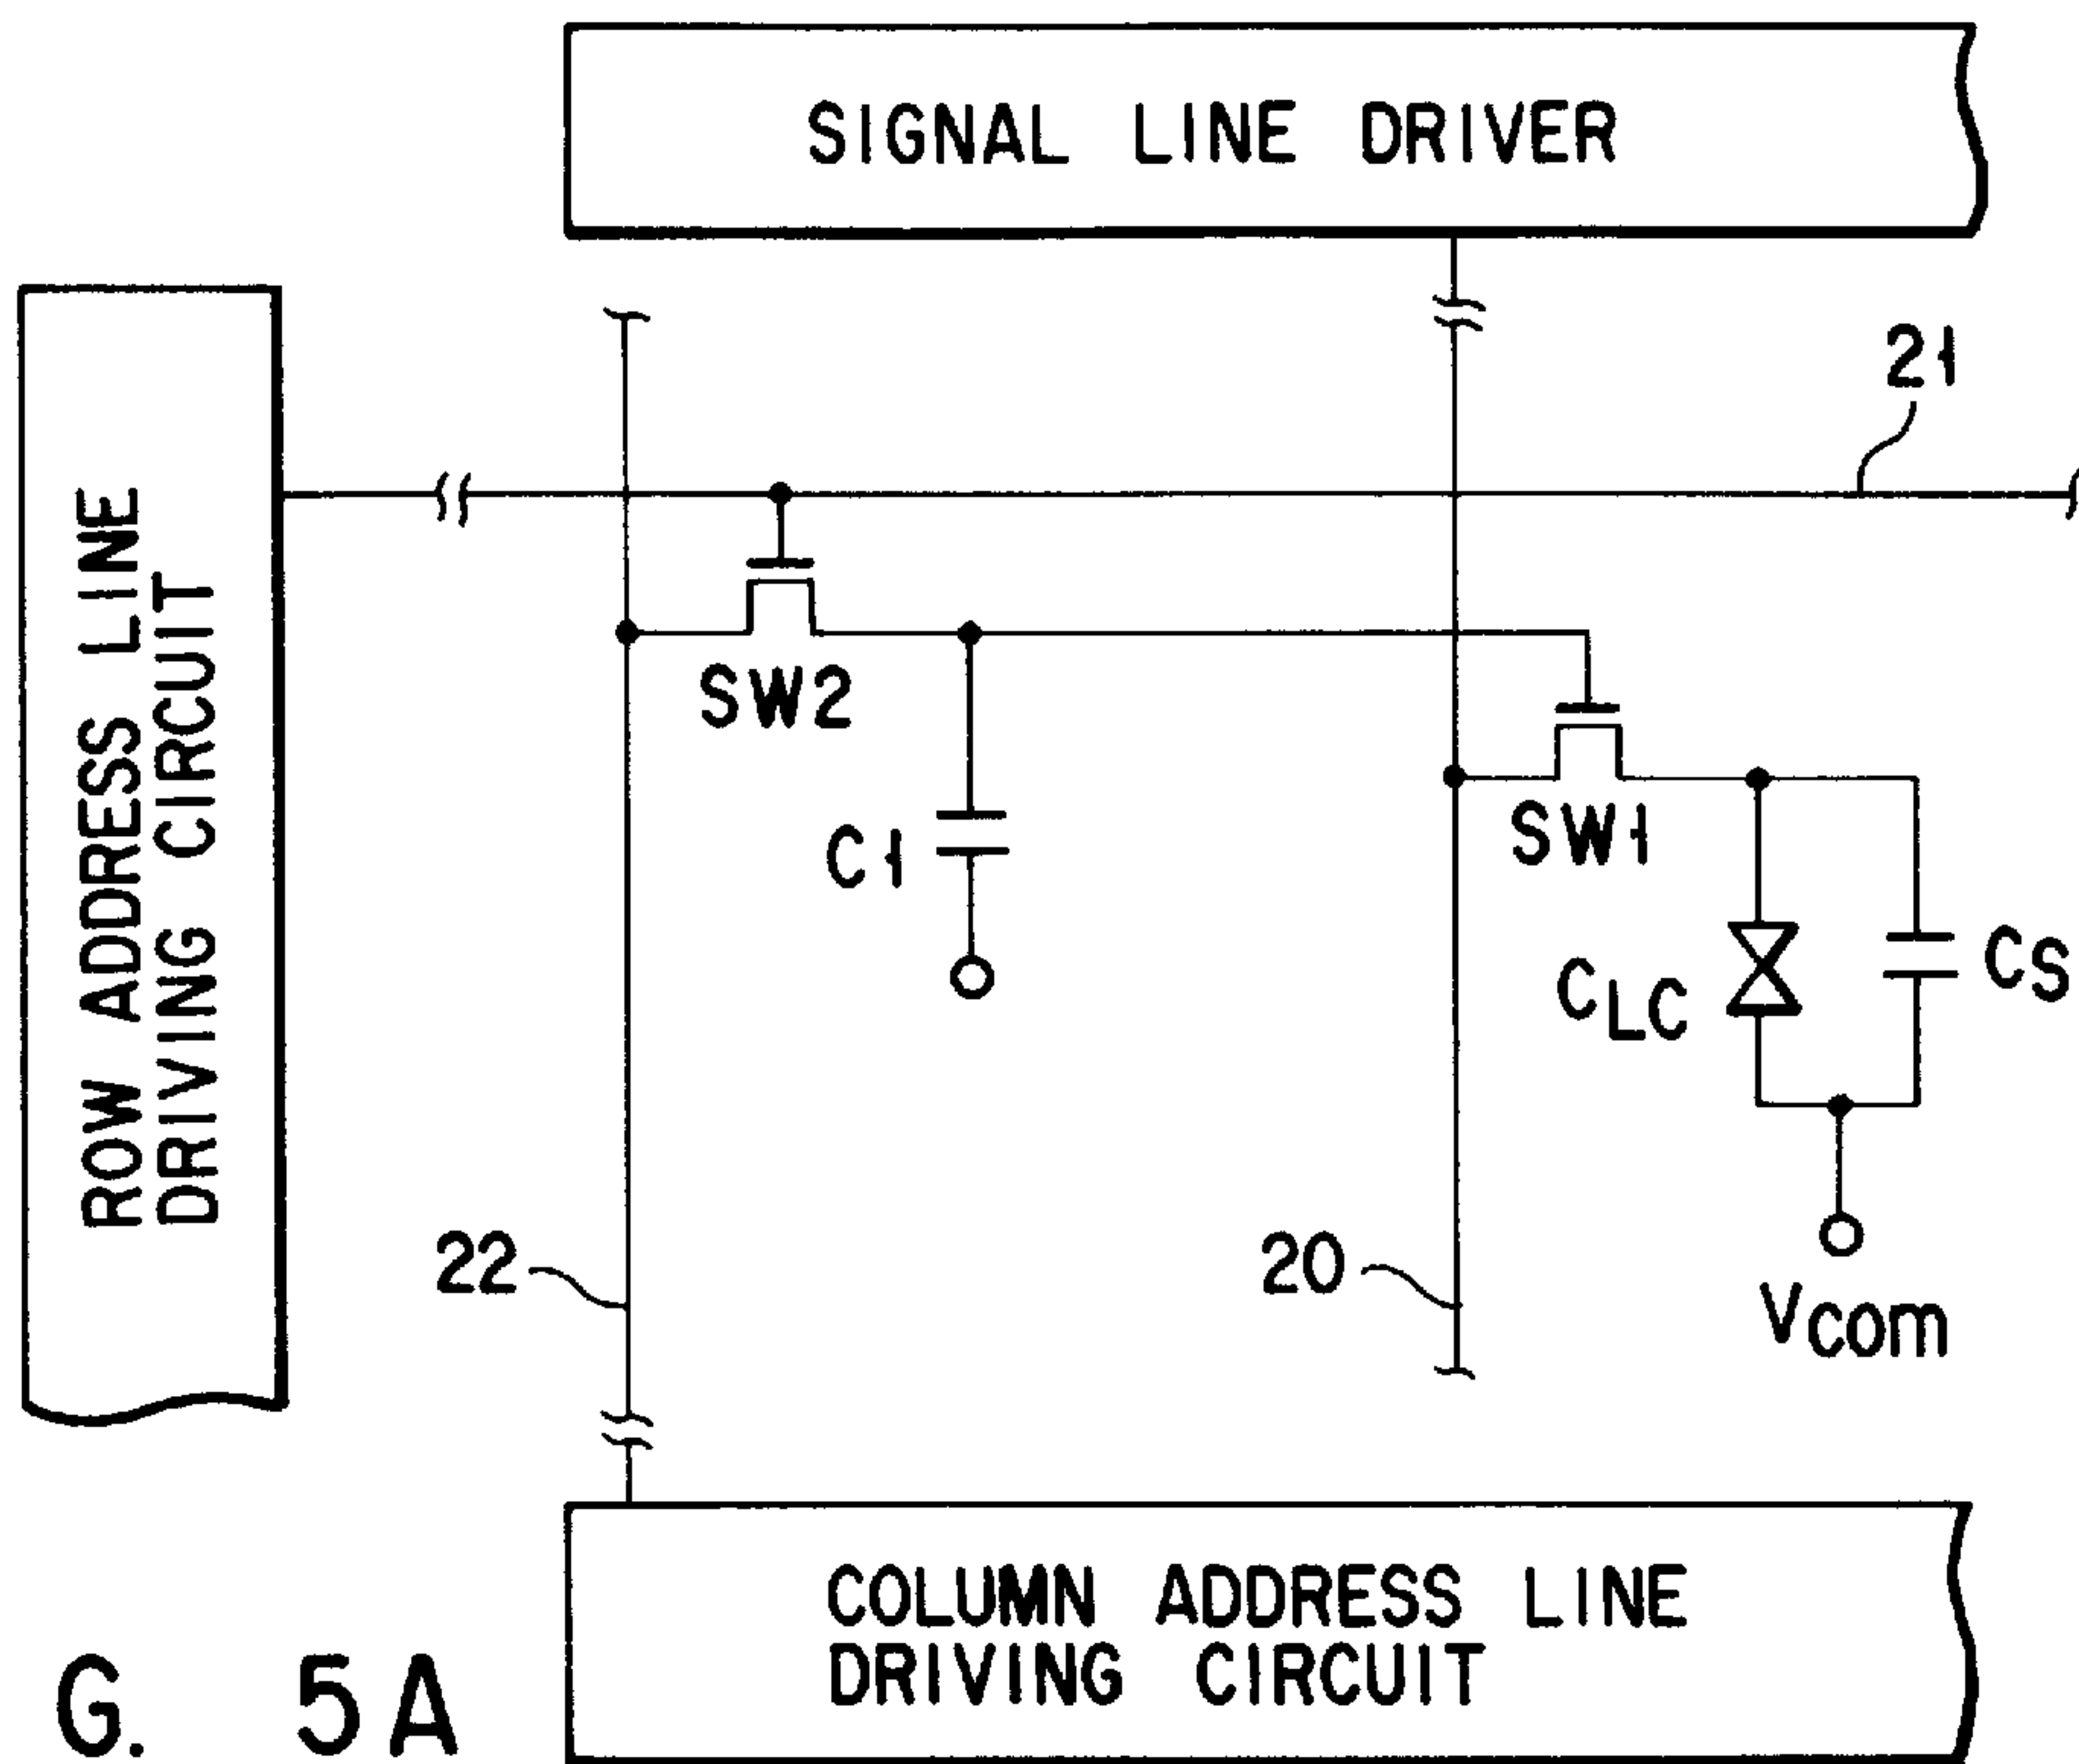 SIGNAL LINE DRIVER
21
ROW ADDRESS LINE
DRIVING CIRCUIT
SW2
C1
SW1
CLC
CS
22
20
Vcom
COLUMN ADDRESS LINE
DRIVING CIRCUIT
G. 5A